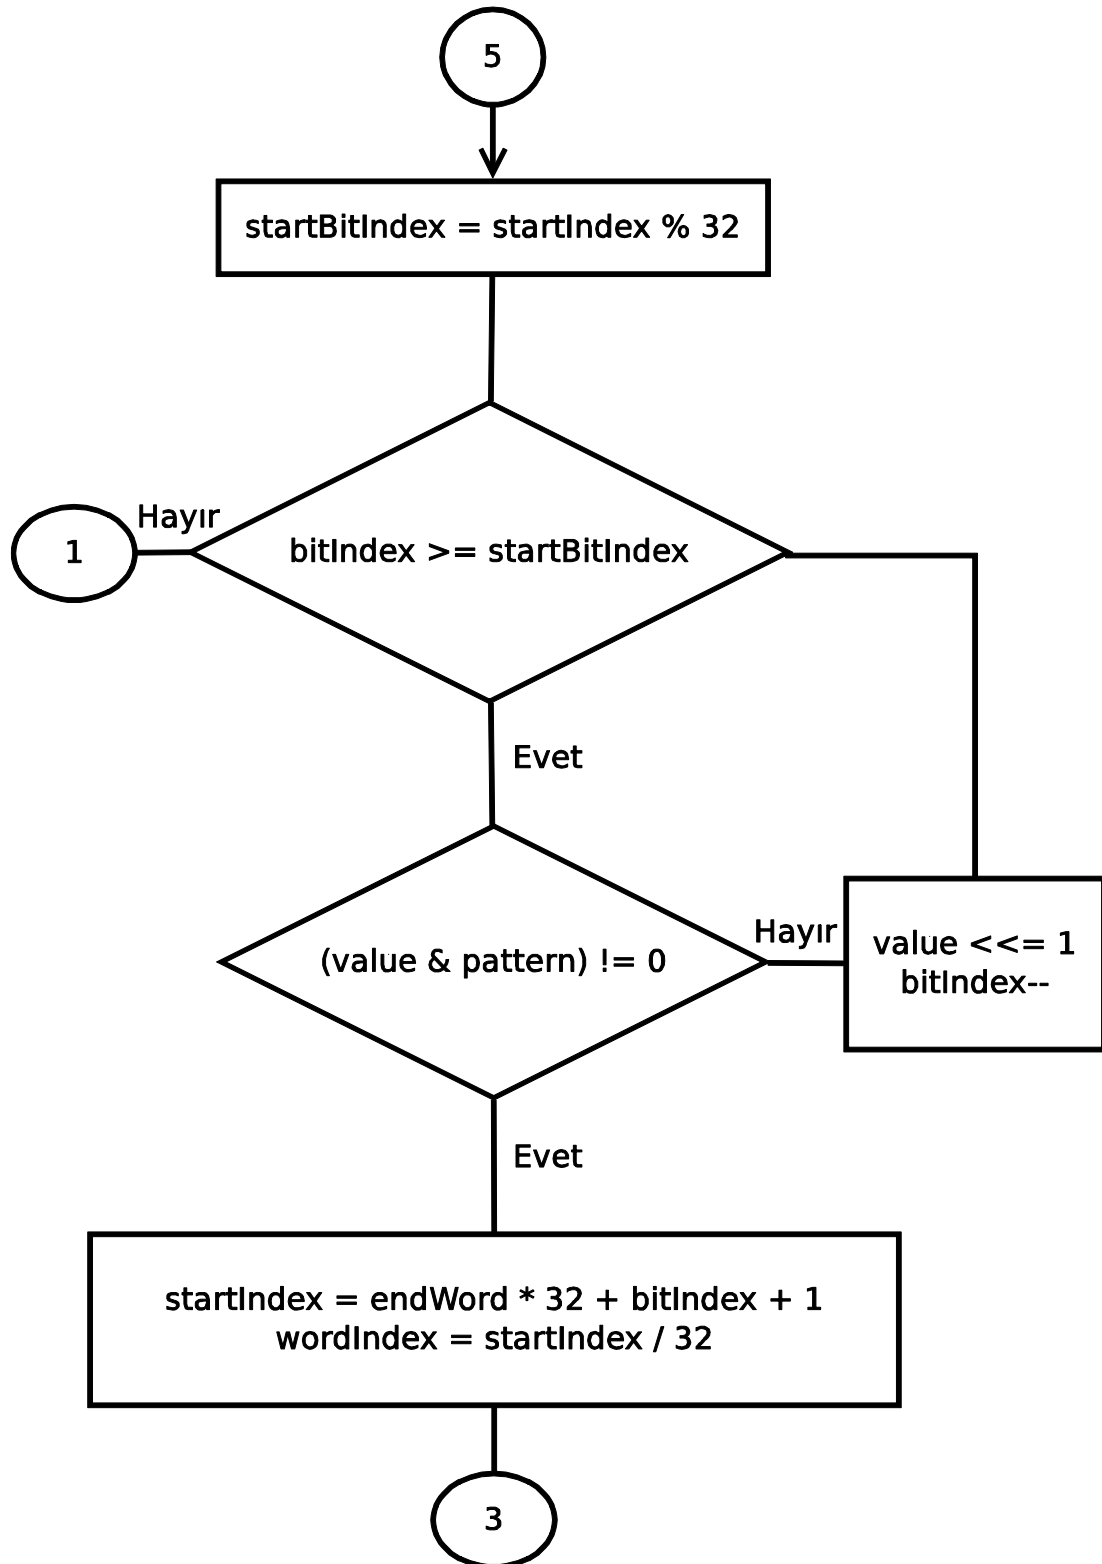 5
startBitIndex = startIndex % 32
Hayır
1
bitIndex >= startBitIndex
Evet
(value & pattern) != 0
Hayır
value <<= 1
bitIndex--
Evet
startIndex = endWord * 32 + bitIndex + 1
wordIndex = startIndex / 32
3